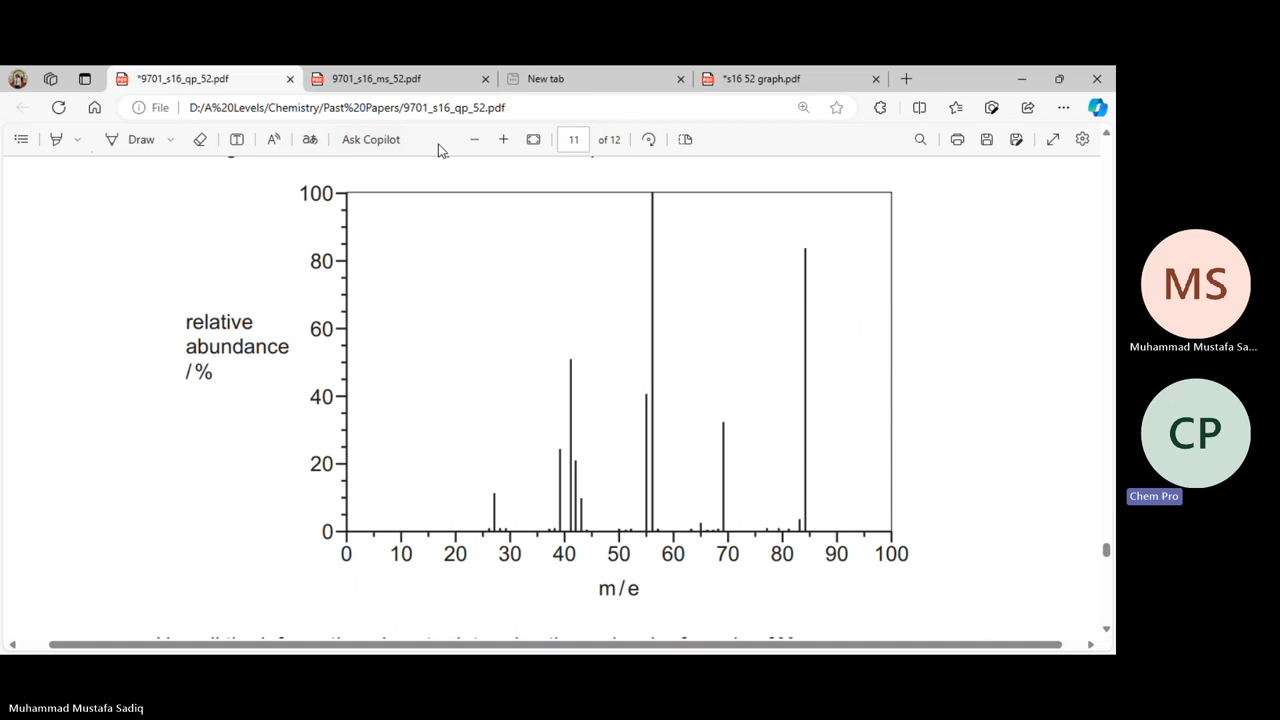 *9701_s16_qp_52.pdf
9701_s16_ms_52.pdf
New tab
*s16 52 graph.pdf
File
D:/A%20Levels/Chemistry/Past%20Papers/9701_s16_qp_52.pdf
Draw
Ask Copilot
11
of 12
100
80
60
40
20
0
relative
abundance
/ %
0 10 20 30 40 50 60 70 80 90 100
m / e
MS
Muhammad Mustafa Sa...
CP
Chem Pro
Muhammad Mustafa Sadiq